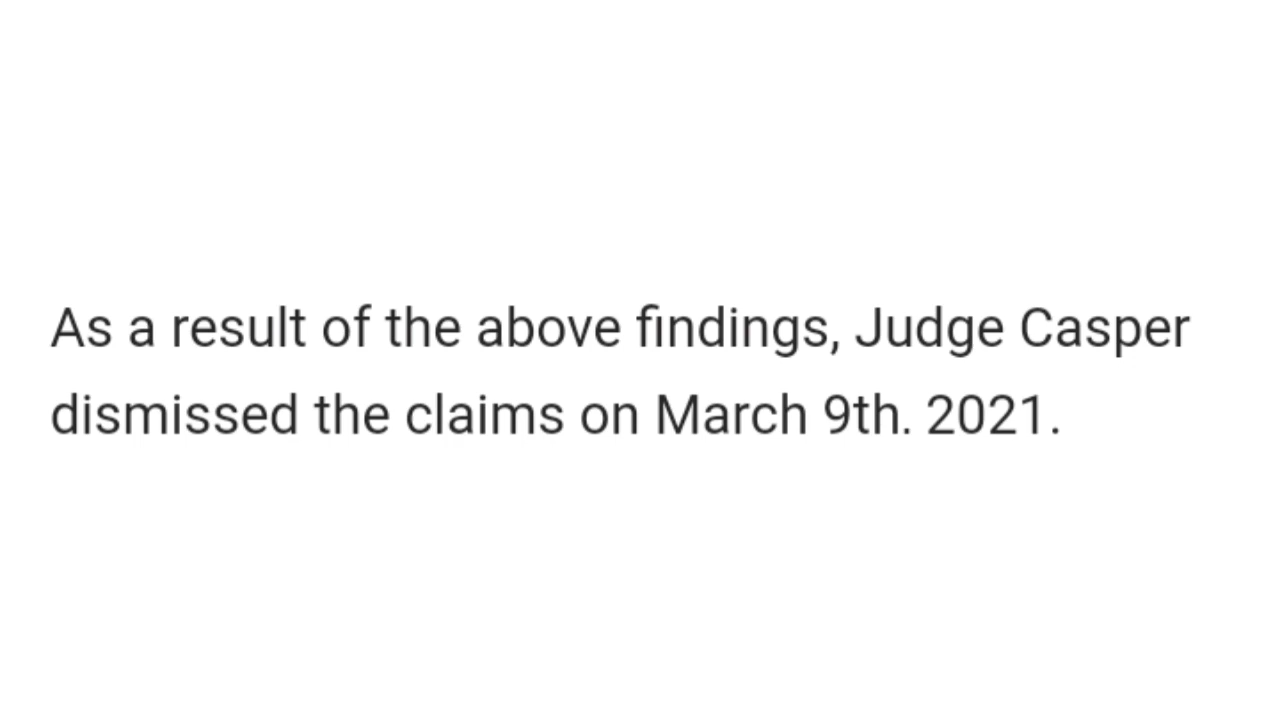 As a result of the above findings, Judge Casper
dismissed the claims on March 9th. 2021.